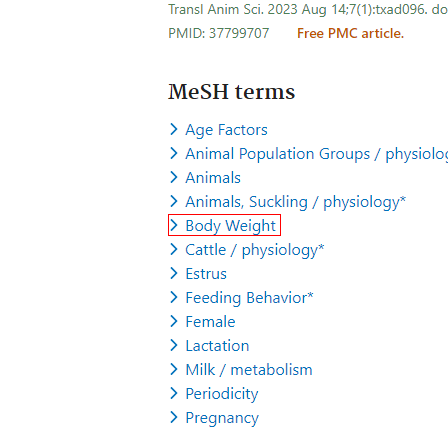 Transl Anim Sci. 2023 Aug 14;7(1):txad096. do
PMID: 37799707 Free PMC article.
MeSH terms
Age Factors
Animal Population Groups / physiolog
Animals
Animals, Suckling / physiology*
Body Weight
Cattle / physiology*
Estrus
Feeding Behavior*
Female
Lactation
Milk / metabolism
Periodicity
Pregnancy